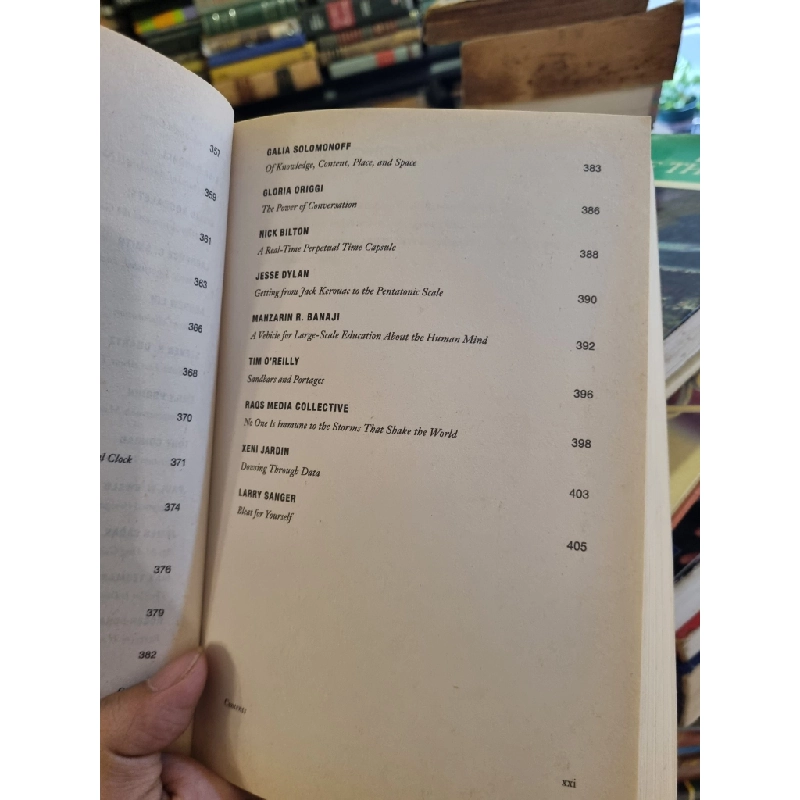 357
359
361
363
366
368
370
d Clock 371
374
376
379
382
GALIA SOLOMONOFF
Of Knowledge, Content, Place, and Space 383
GLORIA ORIGGI
The Power of Conversation 386
NICK BILTON
A Real-Time Perpetual Time Capsule 388
JESSE DYLAN
Getting from Jack Kerouac to the Pentatonic Scale 390
MAHZARIN R. BANAJI
A Vehicle for Large-Scale Education About the Human Mind 392
TIM O'REILLY
Sandbars and Portages 396
RAQS MEDIA COLLECTIVE
No One Is immune to the Storms That Shake the World 398
XENI JARDIN
Dowsing Through Data 403
LARRY SANGER
Bleat for Yourself 405
Contents
xxi